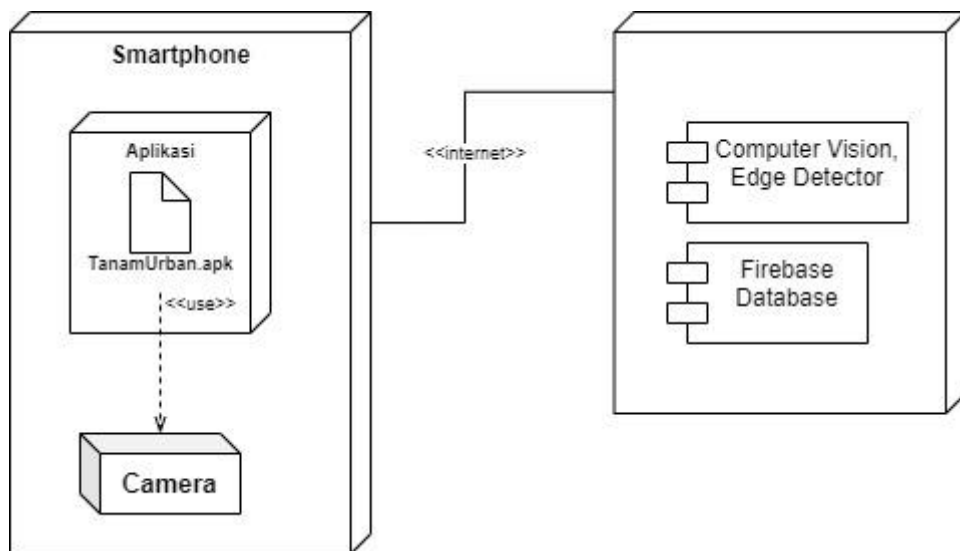 Smartphone
Aplikasi
TanamUrban.apk
<<use>>
Camera
<<internet>>
Computer Vision,
Edge Detector
Firebase
Database